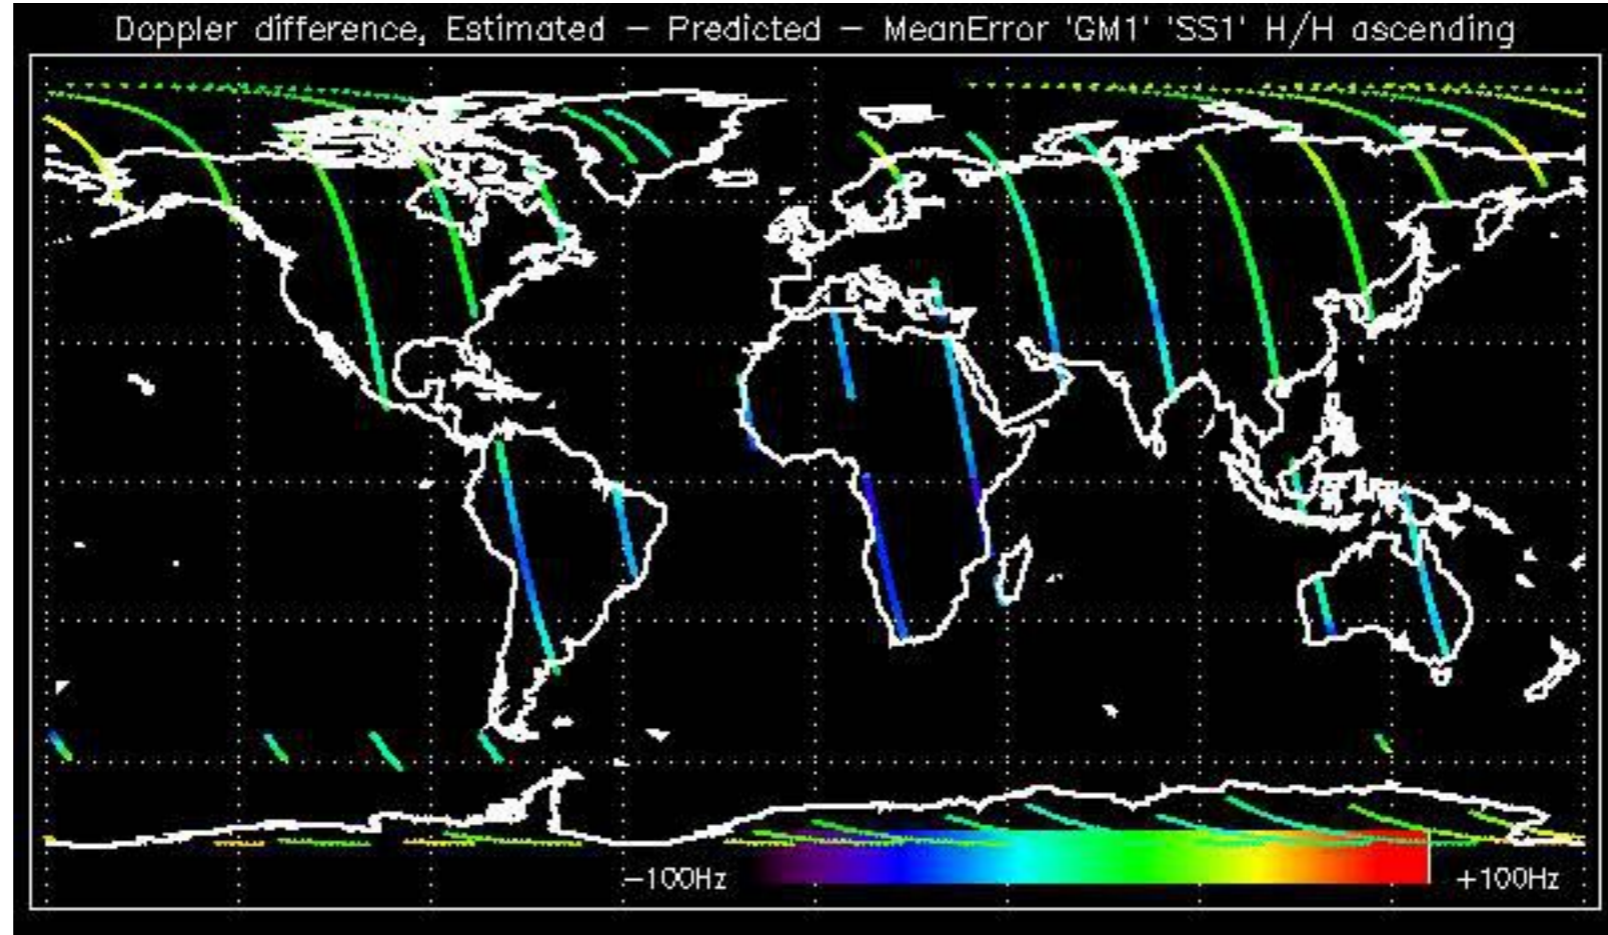 Doppler difference, Estimated – Predicted – MeanError 'GM1' 'SS1' H/H ascending
–100Hz
+100Hz